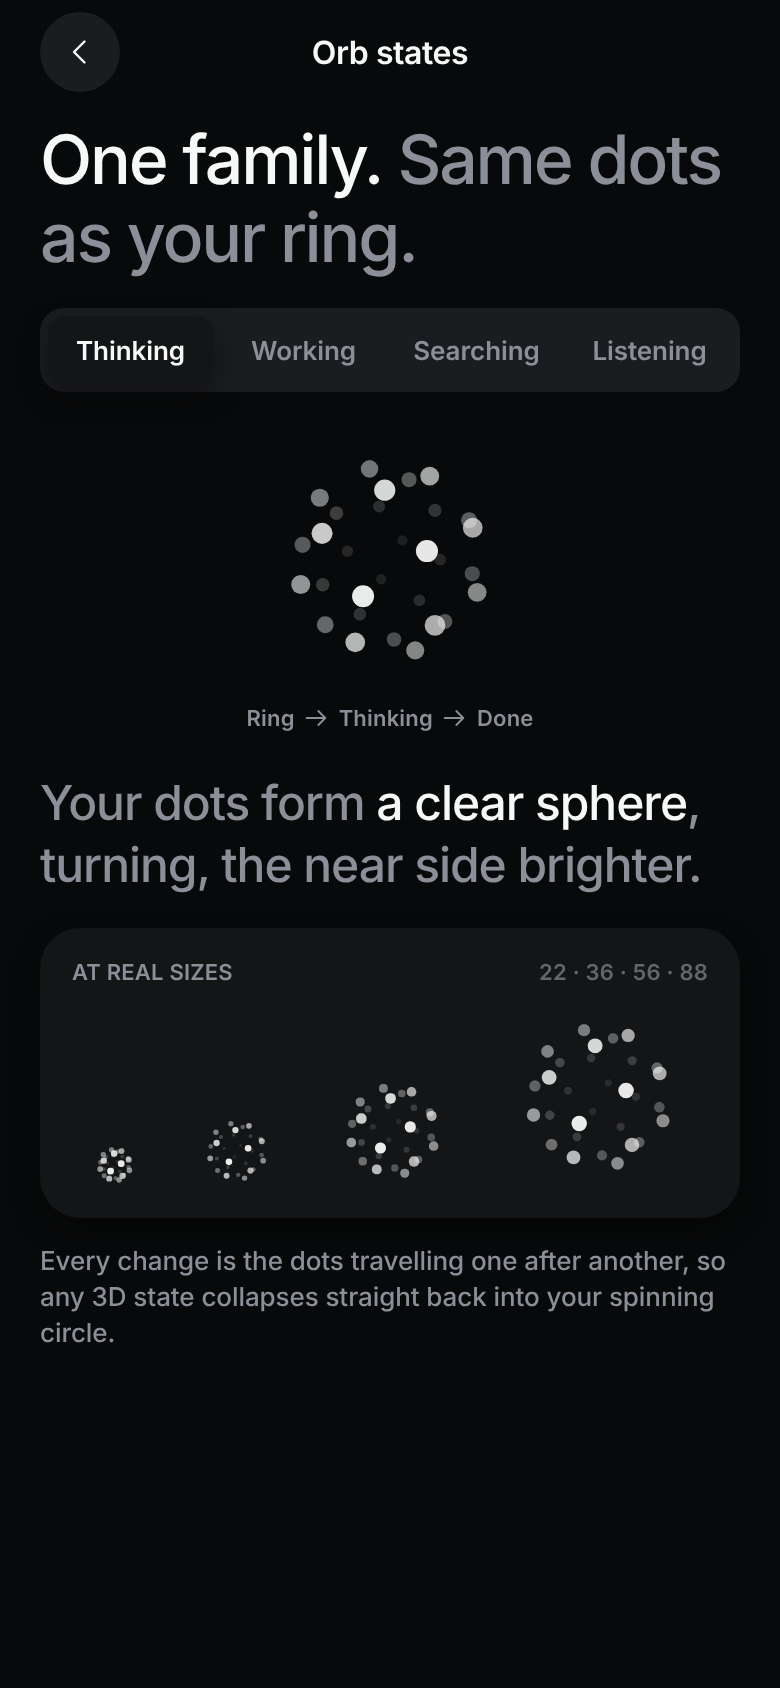 Orb states
One family. Same dots
as your ring.
Thinking Working Searching Listening
Ring → Thinking → Done
Your dots form a clear sphere,
turning, the near side brighter.
AT REAL SIZES 22 · 36 · 56 · 88
Every change is the dots travelling one after another, so
any 3D state collapses straight back into your spinning
circle.